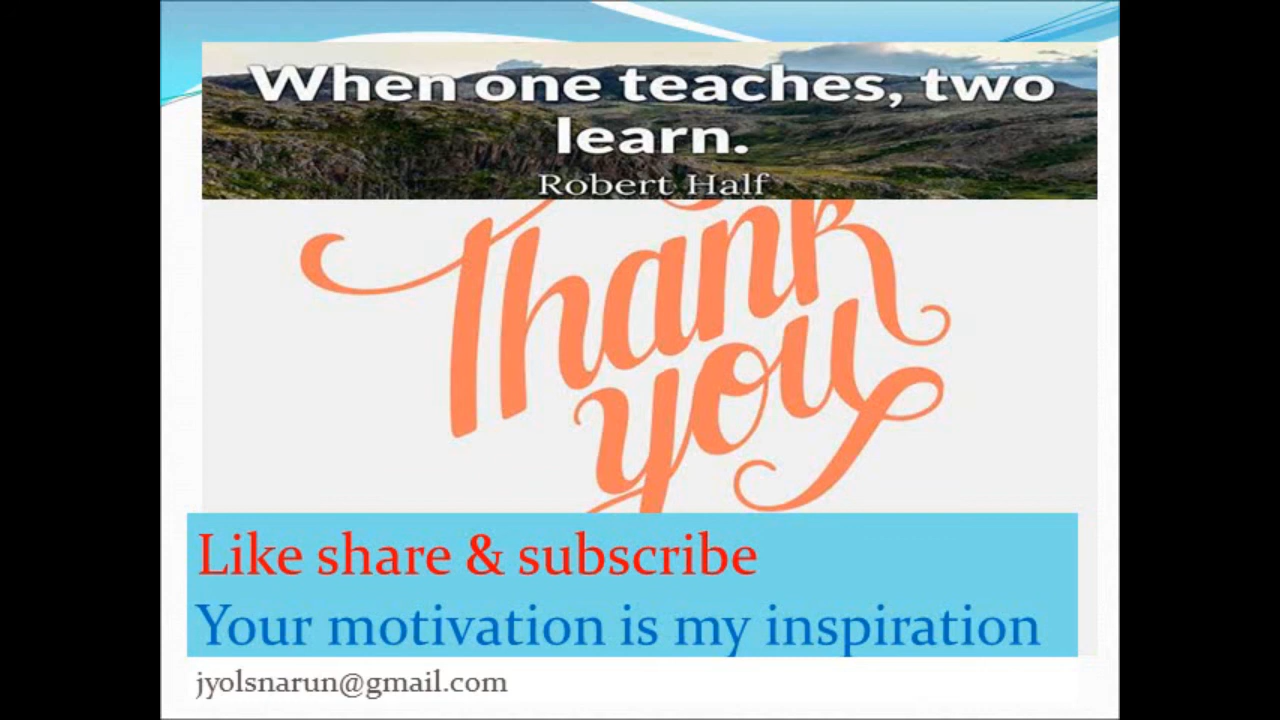 When one teaches, two
learn.
Robert Half
Thank
you
Like share & subscribe
Your motivation is my inspiration
jyolsnarun@gmail.com